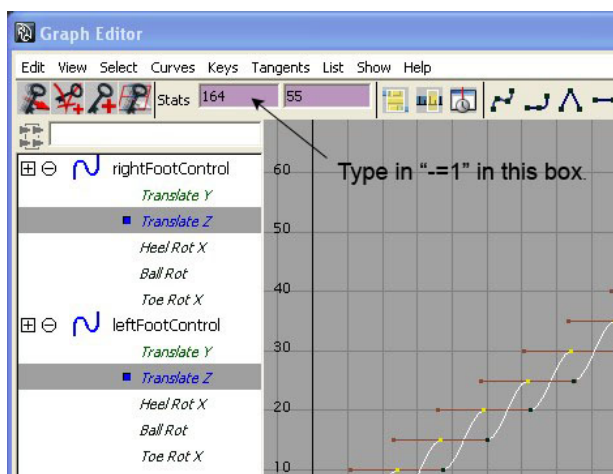 Graph Editor
Edit View Select Curves Keys Tangents List Show Help
Stats 164 55
Type in “-=1” in this box.
rightFootControl
Translate Y
Translate Z
Heel Rot X
Ball Rot
Toe Rot X
leftFootControl
Translate Y
Translate Z
Heel Rot X
Ball Rot
Toe Rot X
60
50
40
30
20
10